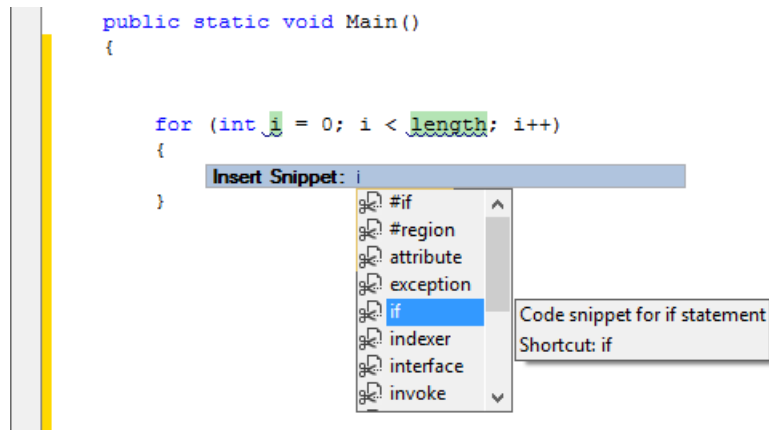 public static void Main()
{
for (int i = 0; i < length; i++)
{
Insert Snippet: i
}
#if
#region
attribute
exception
if
indexer
interface
invoke
Code snippet for if statement
Shortcut: if